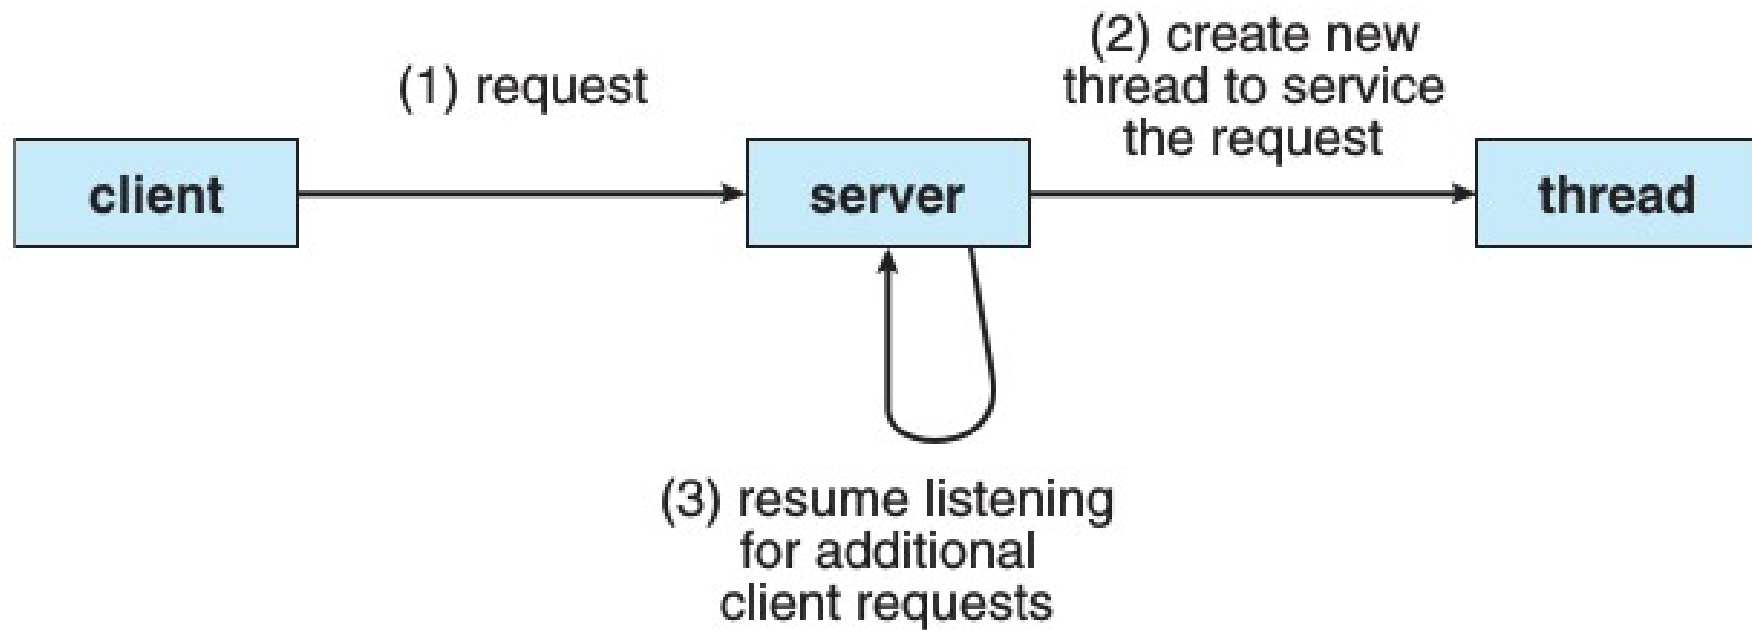 (1) request
(2) create new
thread to service
the request
client
server
thread
(3) resume listening
for additional
client requests